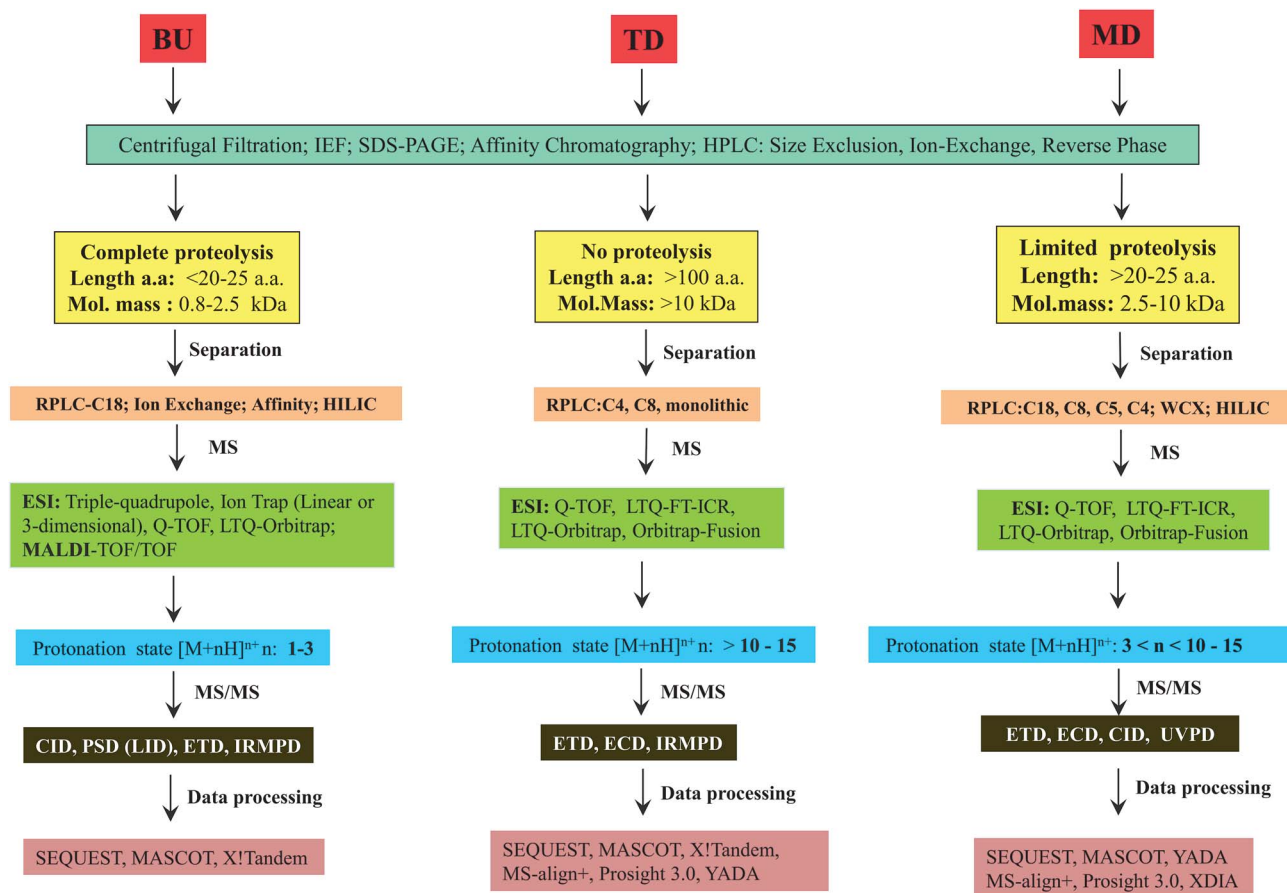 BU
TD
MD
Centrifugal Filtration; IEF; SDS-PAGE; Affinity Chromatography; HPLC: Size Exclusion, Ion-Exchange, Reverse Phase
Complete proteolysis
Length a.a: <20-25 a.a.
Mol. mass : 0.8-2.5 kDa
No proteolysis
Length a.a: >100 a.a.
Mol.Mass: >10 kDa
Limited proteolysis
Length: >20-25 a.a.
Mol.mass: 2.5-10 kDa
Separation
Separation
Separation
RPLC-C18; Ion Exchange; Affinity; HILIC
RPLC:C4, C8, monolithic
RPLC:C18, C8, C5, C4; WCX; HILIC
MS
MS
MS
ESI: Triple-quadrupole, Ion Trap (Linear or
3-dimensional), Q-TOF, LTQ-Orbitrap;
MALDI-TOF/TOF
ESI: Q-TOF, LTQ-FT-ICR,
LTQ-Orbitrap, Orbitrap-Fusion
ESI: Q-TOF, LTQ-FT-ICR,
LTQ-Orbitrap, Orbitrap-Fusion
Protonation state [M+nH]ⁿ⁺ n: 1-3
Protonation state [M+nH]ⁿ⁺ n: > 10 - 15
Protonation state [M+nH]ⁿ⁺: 3 < n < 10 - 15
MS/MS
MS/MS
MS/MS
CID, PSD (LID), ETD, IRMPD
ETD, ECD, IRMPD
ETD, ECD, CID, UVPD
Data processing
Data processing
Data processing
SEQUEST, MASCOT, X!Tandem
SEQUEST, MASCOT, X!Tandem,
MS-align+, Prosight 3.0, YADA
SEQUEST, MASCOT, YADA
MS-align+, Prosight 3.0, XDIA